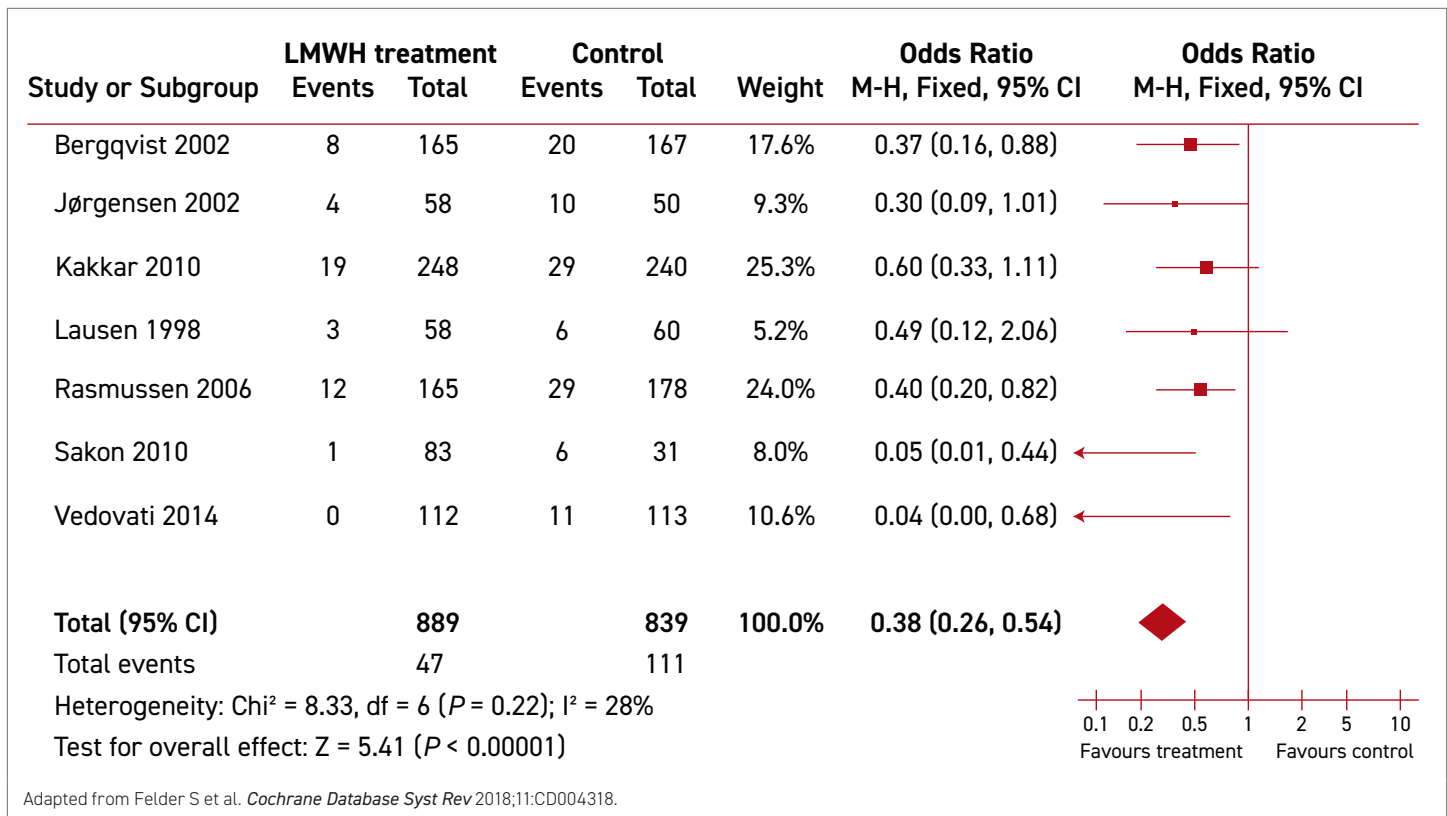 LMWH treatment Control Odds Ratio Odds Ratio
Study or Subgroup Events Total Events Total Weight M-H, Fixed, 95% CI M-H, Fixed, 95% CI
Bergqvist 2002 8 165 20 167 17.6% 0.37 (0.16, 0.88)
Jørgensen 2002 4 58 10 50 9.3% 0.30 (0.09, 1.01)
Kakkar 2010 19 248 29 240 25.3% 0.60 (0.33, 1.11)
Lausen 1998 3 58 6 60 5.2% 0.49 (0.12, 2.06)
Rasmussen 2006 12 165 29 178 24.0% 0.40 (0.20, 0.82)
Sakon 2010 1 83 6 31 8.0% 0.05 (0.01, 0.44)
Vedovati 2014 0 112 11 113 10.6% 0.04 (0.00, 0.68)
Total (95% CI) 889 839 100.0% 0.38 (0.26, 0.54)
Total events 47 111
Heterogeneity: Chi² = 8.33, df = 6 (P = 0.22); I² = 28%
Test for overall effect: Z = 5.41 (P < 0.00001)
0.1 0.2 0.5 1 2 5 10
Favours treatment Favours control
Adapted from Felder S et al. Cochrane Database Syst Rev 2018;11:CD004318.